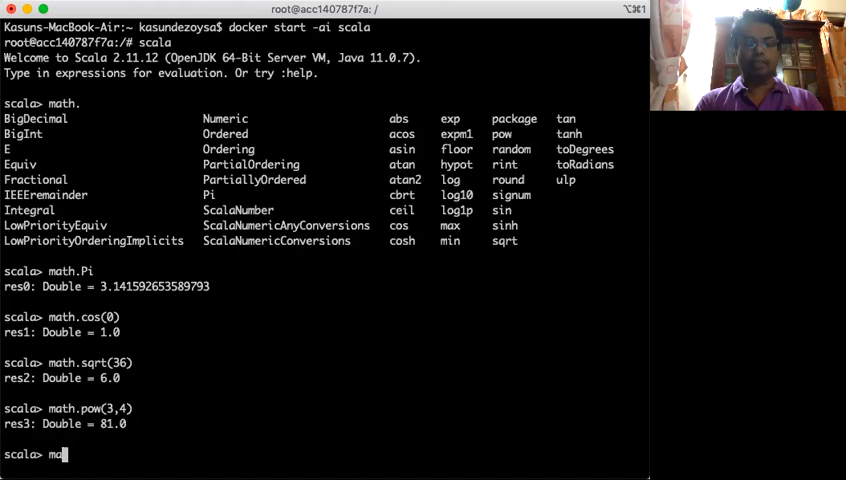 root@acc140787f7a: /
⌥⌘1
Kasuns-MacBook-Air:~ kasundezoysa$ docker start -ai scala
root@acc140787f7a:/# scala
Welcome to Scala 2.11.12 (OpenJDK 64-Bit Server VM, Java 11.0.7).
Type in expressions for evaluation. Or try :help.
scala> math.
BigDecimal Numeric abs exp package tan
BigInt Ordered acos expm1 pow tanh
E Ordering asin floor random toDegrees
Equiv PartialOrdering atan hypot rint toRadians
Fractional PartiallyOrdered atan2 log round ulp
IEEEremainder Pi cbrt log10 signum
Integral ScalaNumber ceil log1p sin
LowPriorityEquiv ScalaNumericAnyConversions cos max sinh
LowPriorityOrderingImplicits ScalaNumericConversions cosh min sqrt
scala> math.Pi
res0: Double = 3.141592653589793
scala> math.cos(0)
res1: Double = 1.0
scala> math.sqrt(36)
res2: Double = 6.0
scala> math.pow(3,4)
res3: Double = 81.0
scala> ma